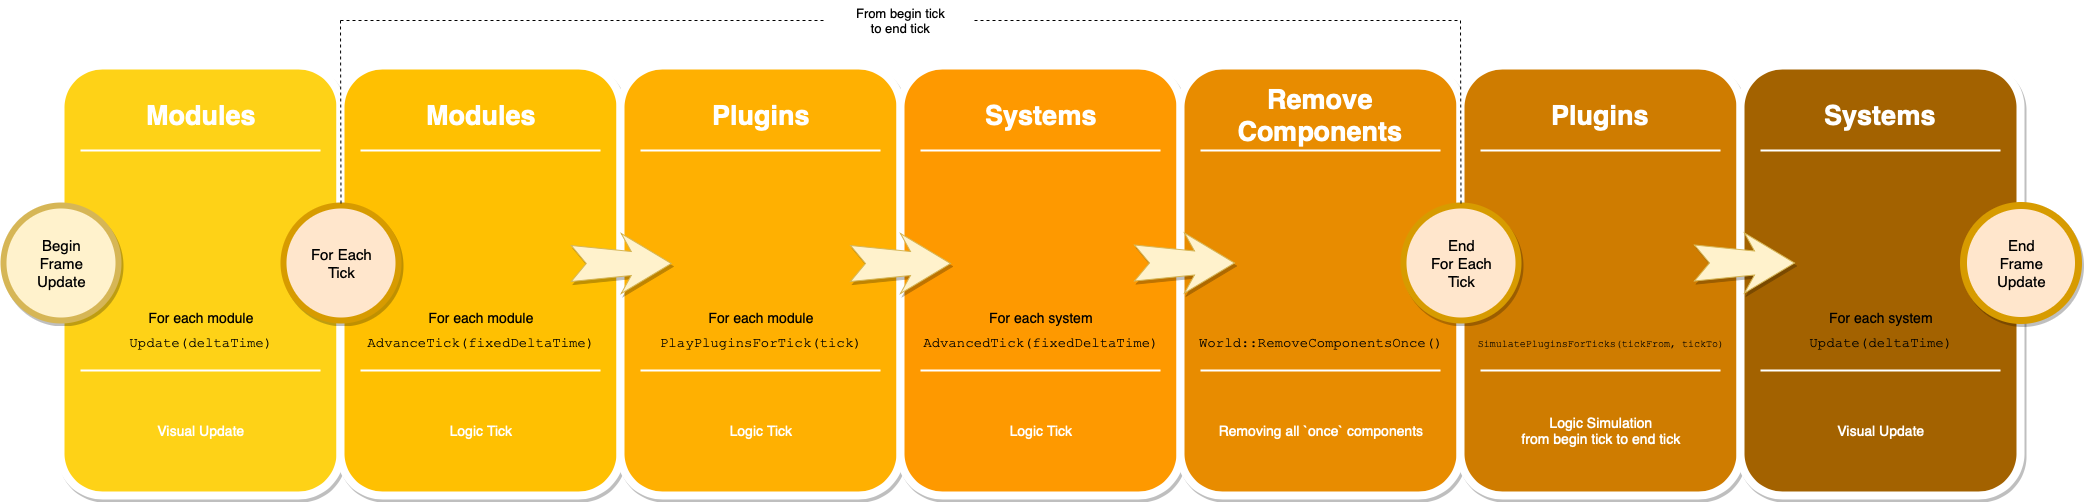 From begin tick
to end tick
Modules
Modules
Plugins
Systems
Remove
Components
Plugins
Systems
Begin
Frame
Update
For Each
Tick
End
For Each
Tick
End
Frame
Update
For each module
Update(deltaTime)
Visual Update
For each module
AdvanceTick(fixedDeltaTime)
Logic Tick
For each module
PlayPluginsForTick(tick)
Logic Tick
For each system
AdvancedTick(fixedDeltaTime)
Logic Tick
World::RemoveComponentsOnce()
Removing all `once` components
SimulatePluginsForTicks(tickFrom, tickTo)
Logic Simulation
from begin tick to end tick
For each system
Update(deltaTime)
Visual Update